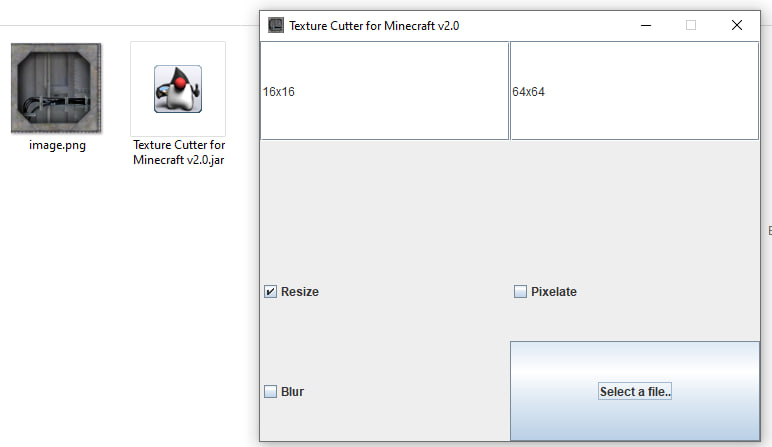 Texture Cutter for Minecraft v2.0
16x16
64x64
image.png
Texture Cutter for
Minecraft v2.0.jar
Resize
Pixelate
Blur
Select a file..